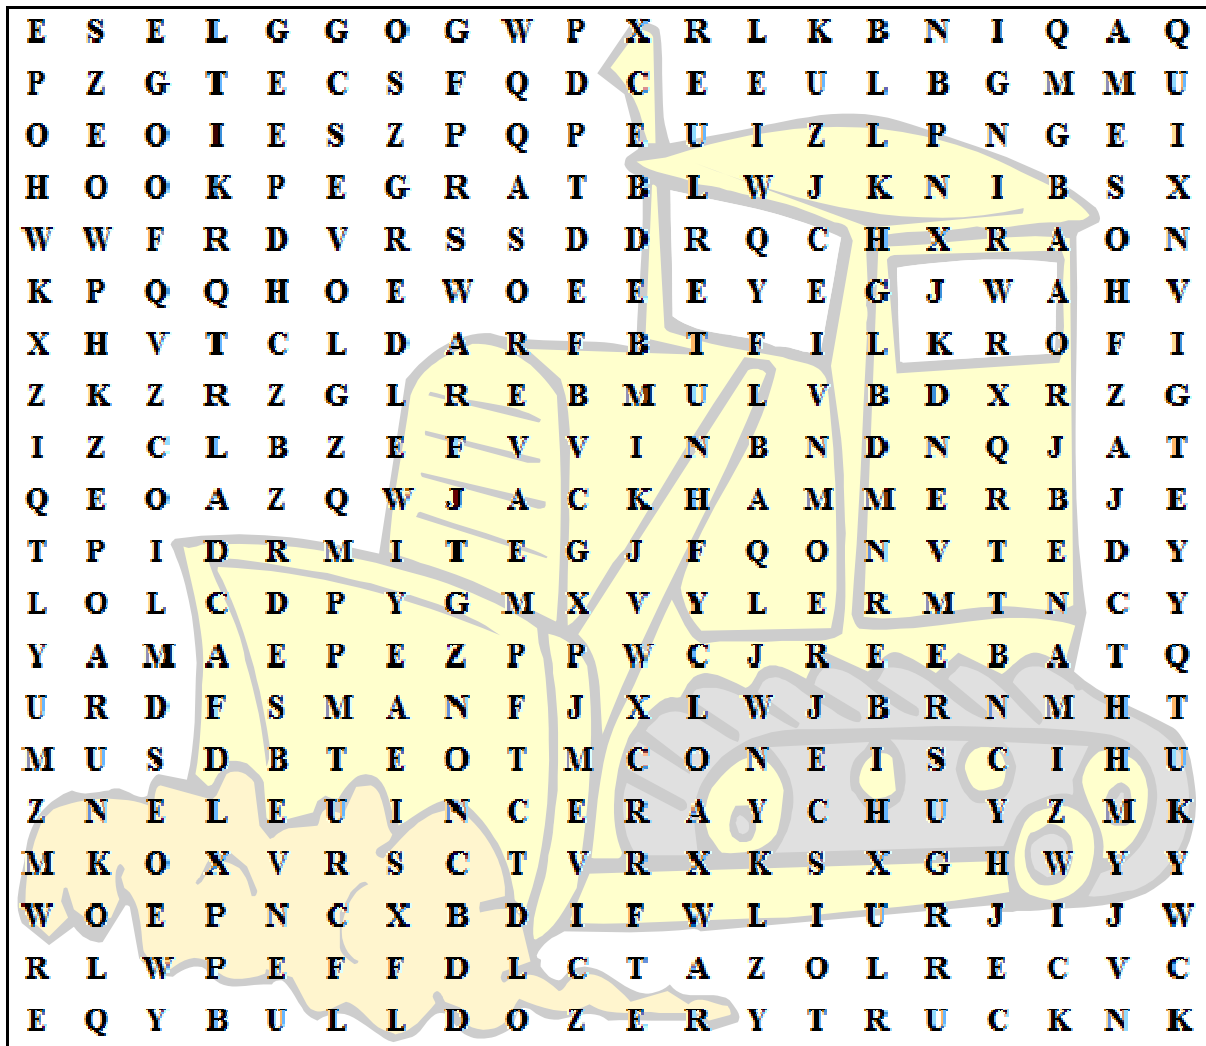 E S E L G G O G W P X R L K B N I Q A Q
P Z G T E C S F Q D C E E U L B G M M U
O E O I E S Z P Q P E U I Z L P N G E I
H O O K P E G R A T B L W J K N I B S X
W W F R D V R S S D D R Q C H X R A O N
K P Q Q H O E W O E E E Y E G J W A H V
X H V T C L D A R F B T F I L K R O F I
Z K Z R Z G L R E B M U L V B D X R Z G
I Z C L B Z E F V V I N B N D N Q J A T
Q E O A Z Q W J A C K H A M M E R B J E
T P I D R M I T E G J F Q O N V T E D Y
L O L C D P Y G M X V Y L E R M T N C Y
Y A M A E P E Z P P W C J R E E B A T Q
U R D F S M A N F J X L W J B R N M H T
M U S D B T E O T M C O N E I S C I H U
Z N E L E U I N C E R A Y C H U Y Z M K
M K O X V R S C T V R X K S X G H W Y Y
W O E P N C X B D I F W L I U R J I J W
R L W P E F F D L C T A Z O L R E C V C
E Q Y B U L L D O Z E R Y T R U C K N K